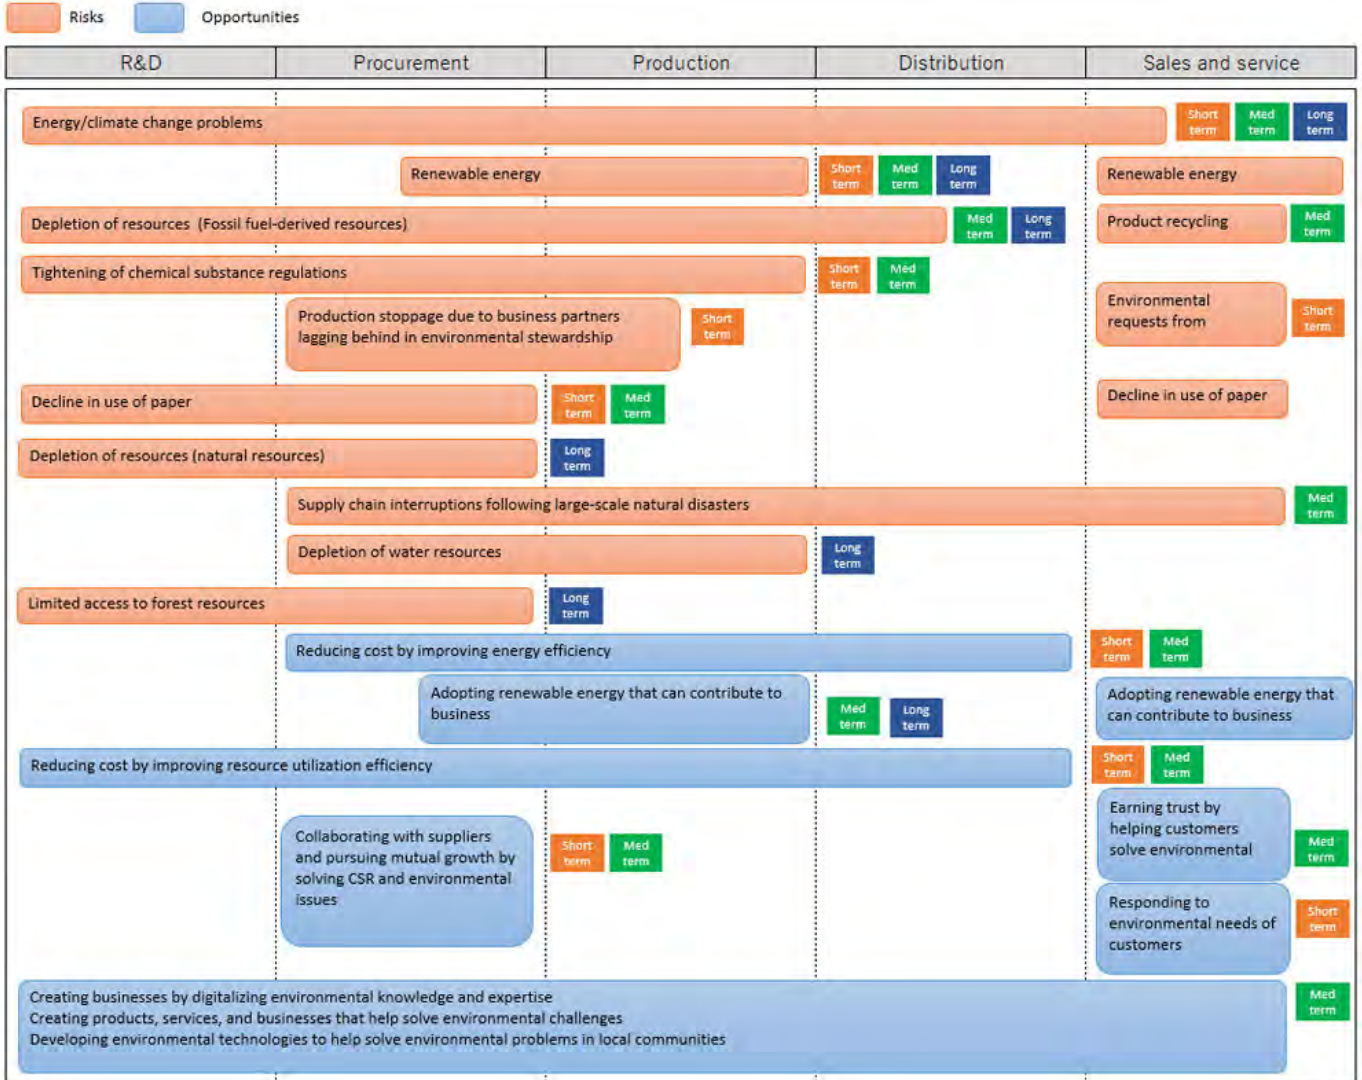 Risks
Opportunities
R&D
Procurement
Production
Distribution
Sales and service
Energy/climate change problems
Short
term
Med
term
Long
term
Renewable energy
Short
term
Med
term
Long
term
Renewable energy
Depletion of resources (Fossil fuel-derived resources)
Med
term
Long
term
Product recycling
Med
term
Tightening of chemical substance regulations
Short
term
Med
term
Production stoppage due to business partners
lagging behind in environmental stewardship
Short
term
Environmental
requests from
Short
term
Decline in use of paper
Short
term
Med
term
Decline in use of paper
Depletion of resources (natural resources)
Long
term
Supply chain interruptions following large-scale natural disasters
Med
term
Depletion of water resources
Long
term
Limited access to forest resources
Long
term
Reducing cost by improving energy efficiency
Short
term
Med
term
Adopting renewable energy that can contribute to
business
Med
term
Long
term
Adopting renewable energy that
can contribute to business
Reducing cost by improving resource utilization efficiency
Short
term
Med
term
Collaborating with suppliers
and pursuing mutual growth by
solving CSR and environmental
issues
Short
term
Med
term
Earning trust by
helping customers
solve environmental
Med
term
Responding to
environmental needs of
customers
Short
term
Creating businesses by digitalizing environmental knowledge and expertise
Creating products, services, and businesses that help solve environmental challenges
Developing environmental technologies to help solve environmental problems in local communities
Med
term